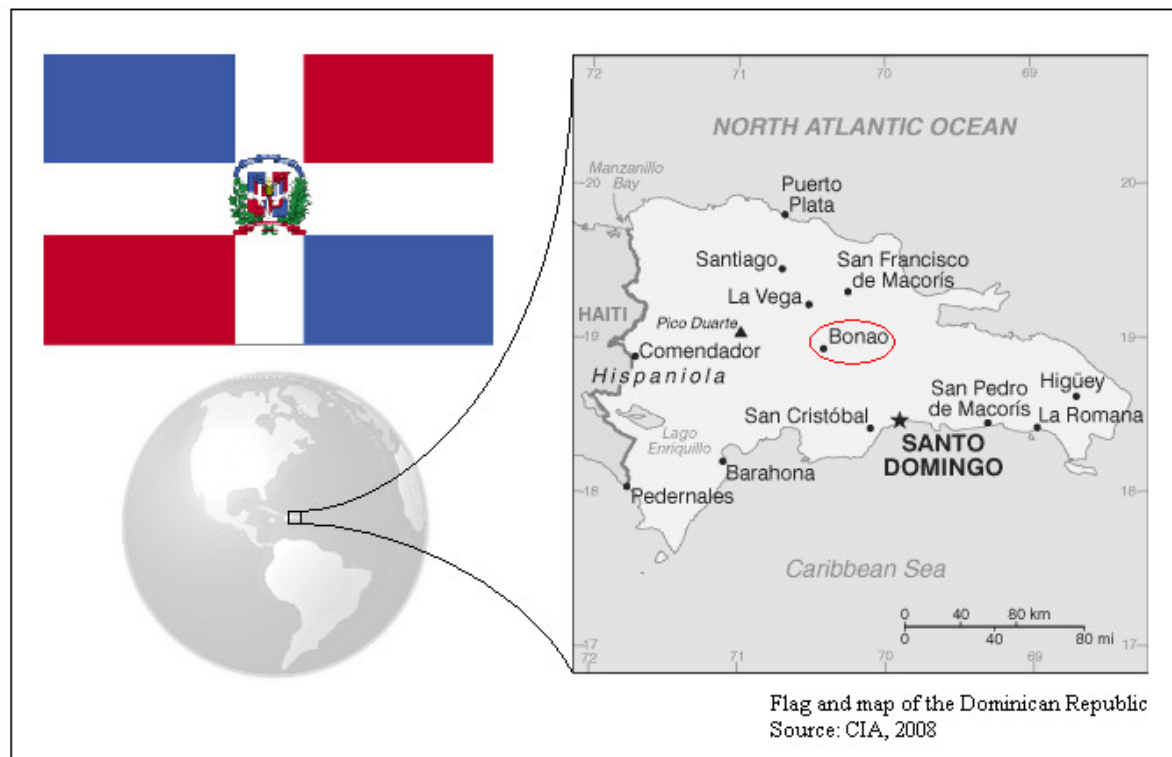 72
71
70
69
NORTH ATLANTIC OCEAN
Manzanillo
Bay
20
Puerto
Plata
20
Santiago
San Francisco
de Macorís
La Vega
HAITI
Pico Duarte
19
Bonao
19
Comendador
Hispaniola
San Pedro
de Macorís
Higüey
San Cristóbal
La Romana
Lago
Enriquillo
SANTO
DOMINGO
Barahona
18
Pedernales
18
Caribbean Sea
0 40 80 km
0 40 80 mi
17
17
72
71
70
69
Flag and map of the Dominican Republic
Source: CIA, 2008